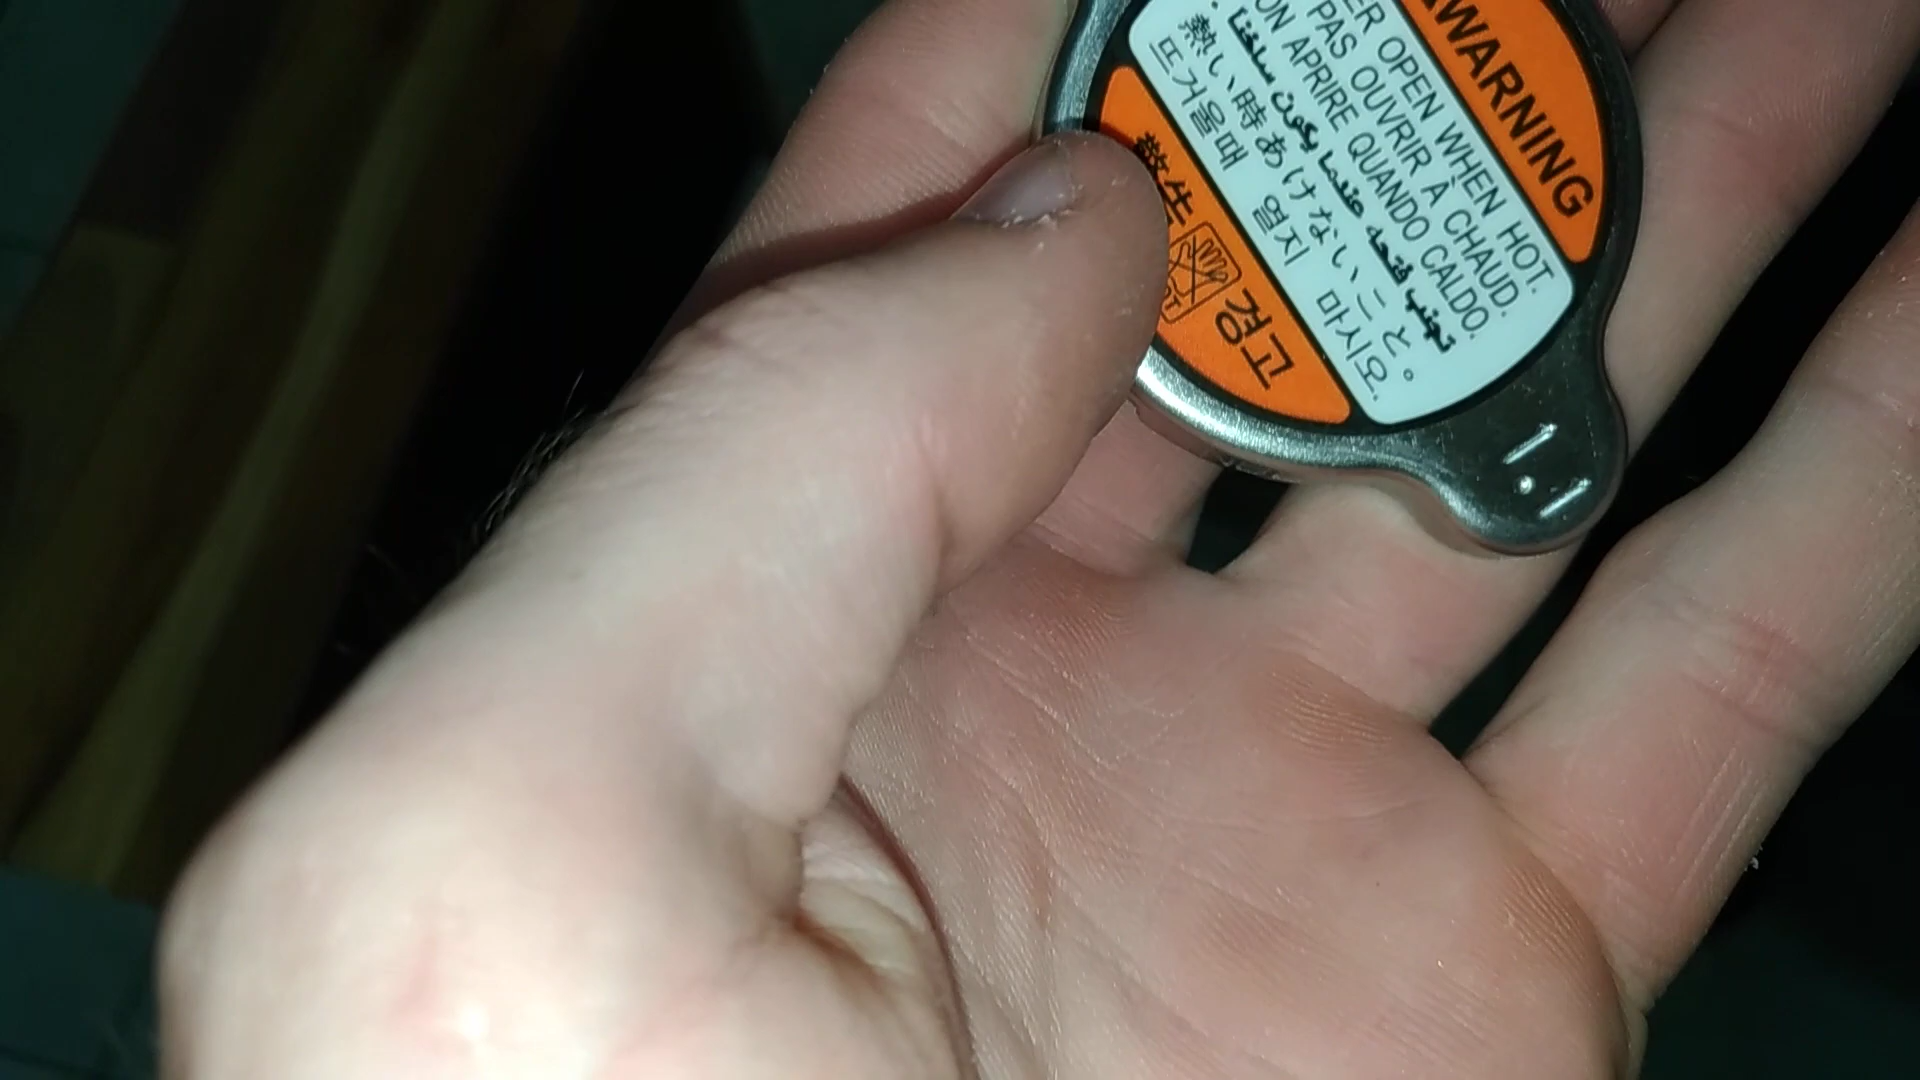 WARNING
OPEN WHEN HOT.
PAS OUVRIR À CHAUD.
APRIRE QUANDO CALDO.
تجنب فتحه عندما يكون ساخنا
熱い時あけないこと。
뜨거울때 열지 마시오.
警告
경고
1.1